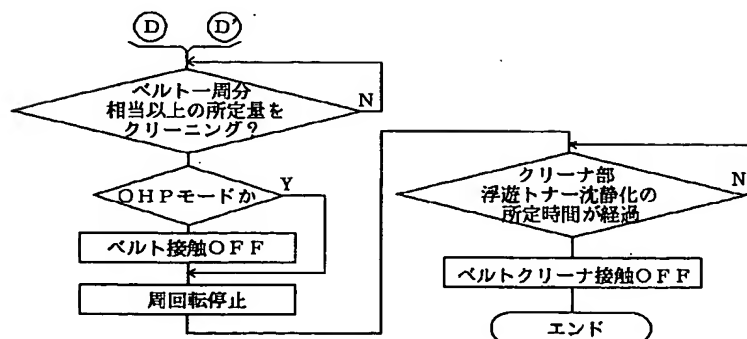 D D'
ベルト一周分
相当以上の所定量を
クリーニング?
N
OHPモードか
Y
ベルト接触OFF
周回転停止
クリーナ部
浮遊トナー沈静化の
所定時間が経過
N
ベルトクリーナ接触OFF
エンド